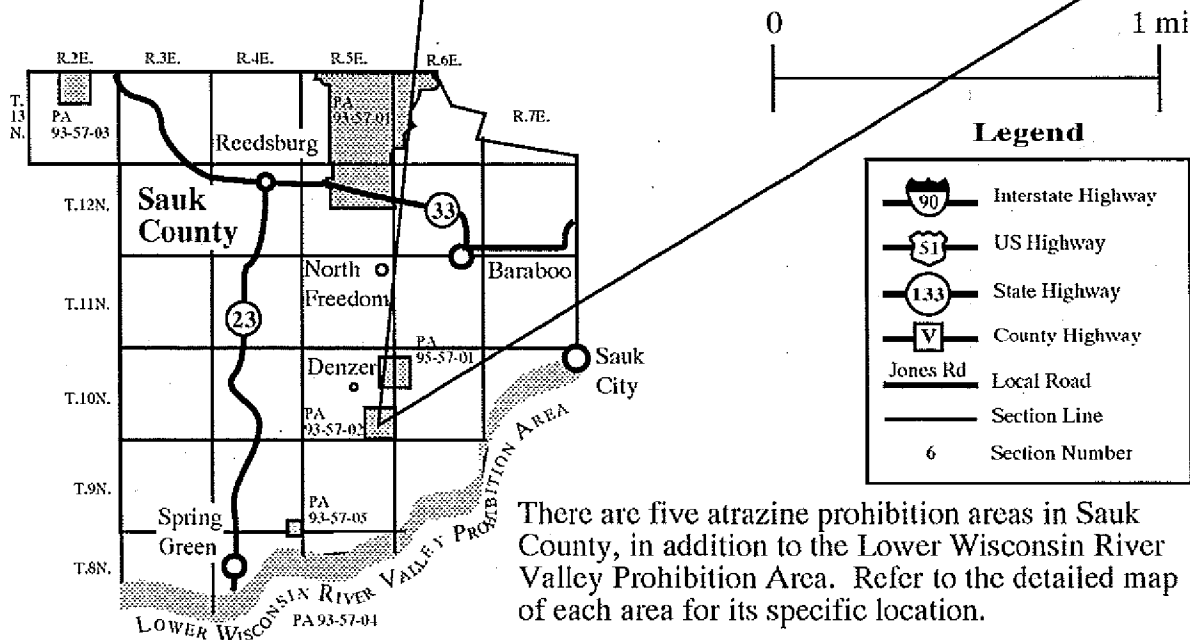 0 1 mi
R.2E. R.3E. R.4E. R.5E. R.6E.
R.7E.
T.
13
N.
PA
93-57-03
PA
93-57-01
Reedsburg
Legend
90 Interstate Highway
51 US Highway
133 State Highway
V County Highway
Jones Rd Local Road
Section Line
6 Section Number
T.12N.
Sauk
County
33
Baraboo
North
Freedom
T.11N.
23
PA
95-57-01
Denzer
Sauk
City
T.10N.
PA
93-57-02
T.9N.
PA
93-57-05
Spring
Green
T.8N.
LOWER WISCONSIN RIVER VALLEY PROHIBITION AREA
PA 93-57-04
There are five atrazine prohibition areas in Sauk
County, in addition to the Lower Wisconsin River
Valley Prohibition Area. Refer to the detailed map
of each area for its specific location.